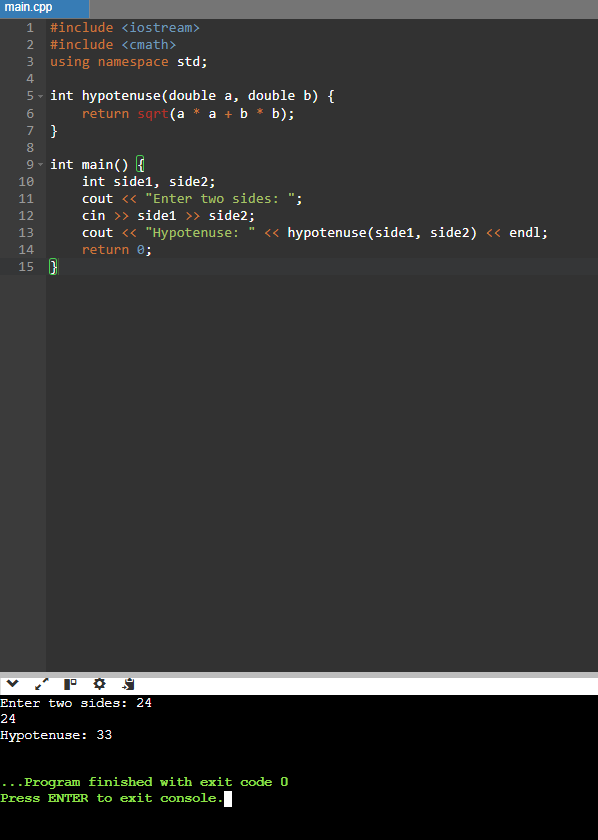 main.cpp
1 #include <iostream>
2 #include <cmath>
3 using namespace std;
4
5 int hypotenuse(double a, double b) {
6     return sqrt(a * a + b * b);
7 }
8
9 int main() {
10     int side1, side2;
11     cout << "Enter two sides: ";
12     cin >> side1 >> side2;
13     cout << "Hypotenuse: " << hypotenuse(side1, side2) << endl;
14     return 0;
15 }
Enter two sides: 24
24
Hypotenuse: 33
...Program finished with exit code 0
Press ENTER to exit console.